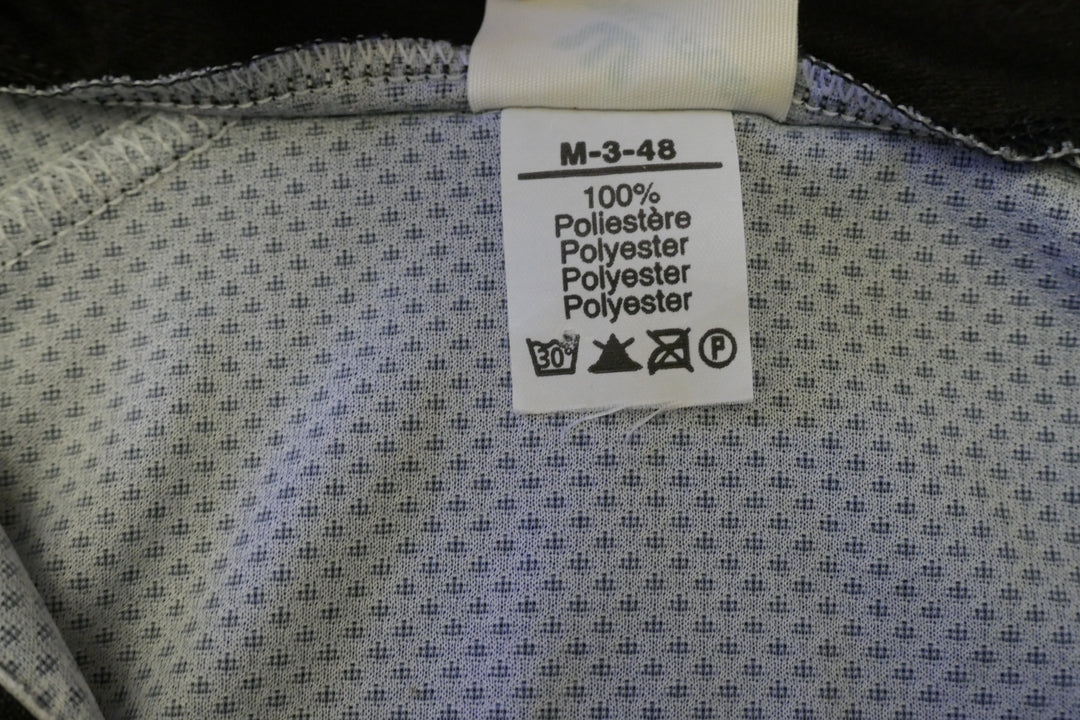 M-3-48
100%
Poliestère
Polyester
Polyester
Polyester
30° P